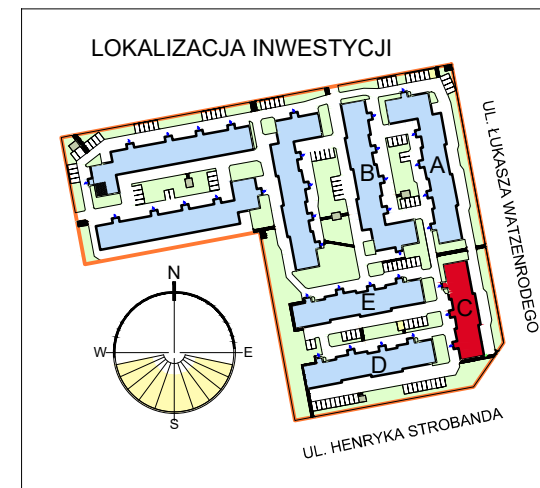 LOKALIZACJA INWESTYCJI
UL. ŁUKASZA WATZENRODEGO
B
A
N
E
C
W
E
D
S
UL. HENRYKA STROBANDA